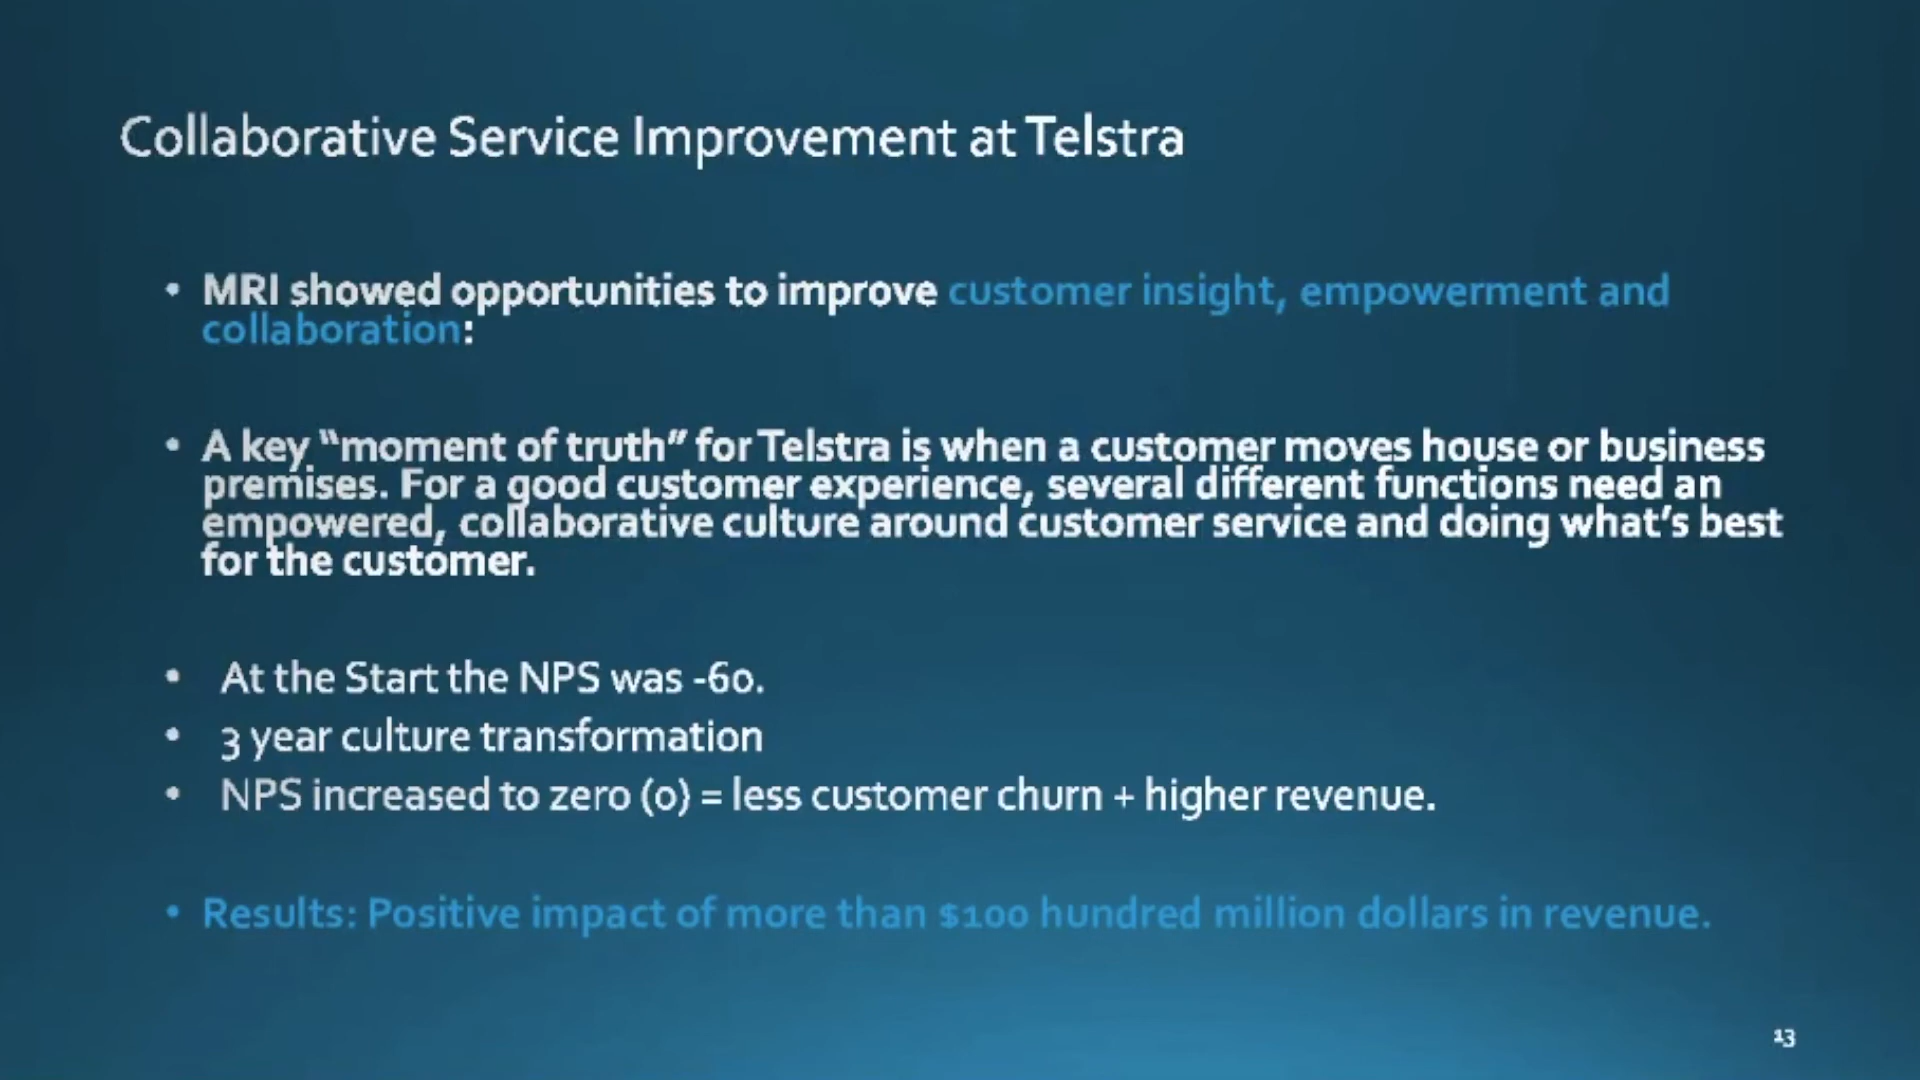 Collaborative Service Improvement at Telstra
• MRI showed opportunities to improve customer insight, empowerment and
collaboration:
• A key “moment of truth” for Telstra is when a customer moves house or business
premises. For a good customer experience, several different functions need an
empowered, collaborative culture around customer service and doing what’s best
for the customer.
• At the Start the NPS was -60.
• 3 year culture transformation
• NPS increased to zero (0) = less customer churn + higher revenue.
• Results: Positive impact of more than $100 hundred million dollars in revenue.
13